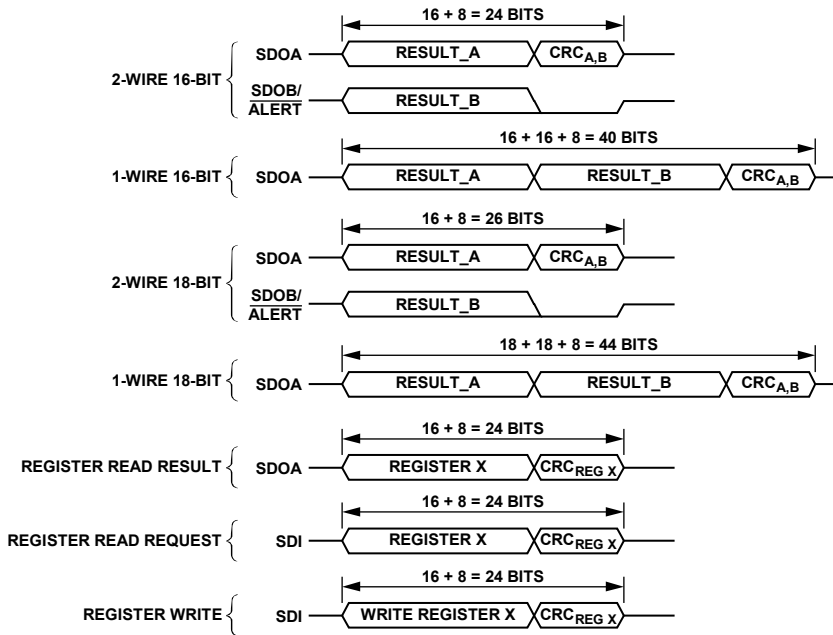 16 + 8 = 24 BITS
2-WIRE 16-BIT
SDOA
RESULT_A
CRCA,B
SDOB/
ALERT
RESULT_B
16 + 16 + 8 = 40 BITS
1-WIRE 16-BIT
SDOA
RESULT_A
RESULT_B
CRCA,B
16 + 8 = 26 BITS
2-WIRE 18-BIT
SDOA
RESULT_A
CRCA,B
SDOB/
ALERT
RESULT_B
18 + 18 + 8 = 44 BITS
1-WIRE 18-BIT
SDOA
RESULT_A
RESULT_B
CRCA,B
16 + 8 = 24 BITS
REGISTER READ RESULT
SDOA
REGISTER X
CRCREG X
16 + 8 = 24 BITS
REGISTER READ REQUEST
SDI
REGISTER X
CRCREG X
16 + 8 = 24 BITS
REGISTER WRITE
SDI
WRITE REGISTER X
CRCREG X